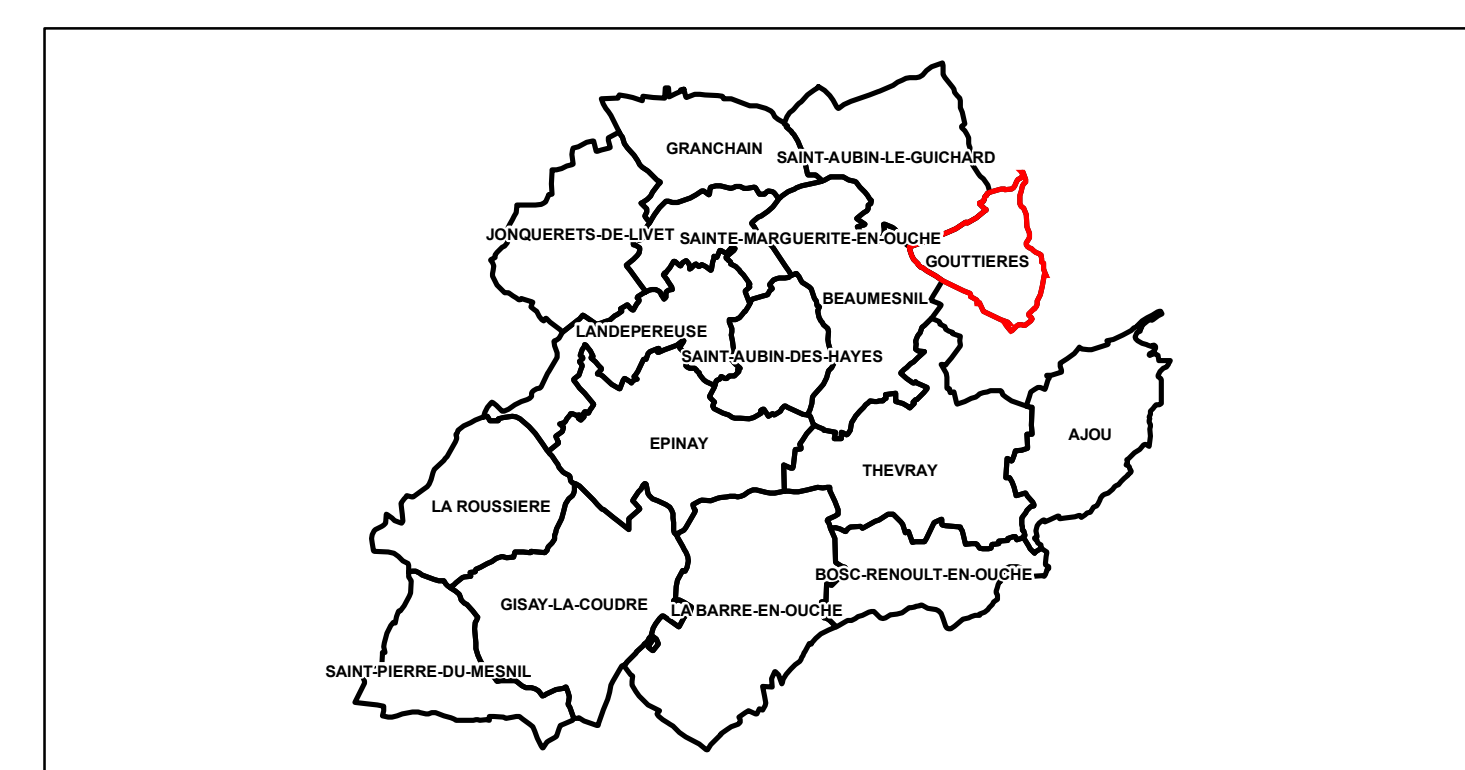 GRANCHAIN
SAINT-AUBIN-LE-GUICHARD
JONQUERETS-DE-LIVET
SAINTE-MARGUERITE-EN-OUCHE
GOUTTIERES
BEAUMESNIL
LANDEPEREUSE
SAINT-AUBIN-DES-HAYES
AJOU
EPINAY
THEVRAY
LA ROUSSIERE
BOSC-RENOULT-EN-OUCHE
GISAY-LA-COUDRE
LA BARRE-EN-OUCHE
SAINT-PIERRE-DU-MESNIL